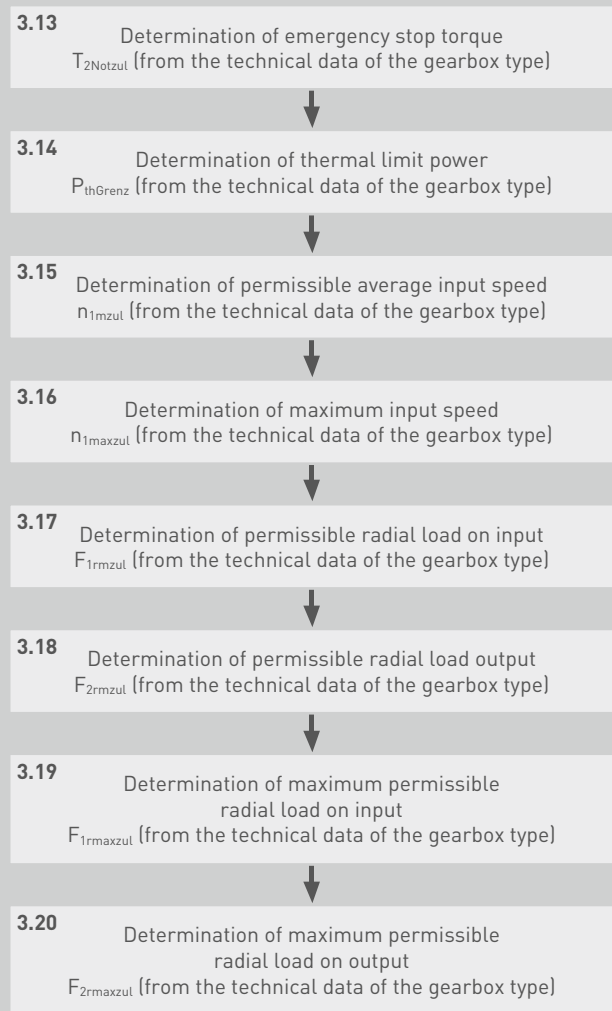 3.13
Determination of emergency stop torque
T2Notzul (from the technical data of the gearbox type)
3.14
Determination of thermal limit power
PthGrenz (from the technical data of the gearbox type)
3.15
Determination of permissible average input speed
n1mzul (from the technical data of the gearbox type)
3.16
Determination of maximum input speed
n1maxzul (from the technical data of the gearbox type)
3.17
Determination of permissible radial load on input
F1rmzul (from the technical data of the gearbox type)
3.18
Determination of permissible radial load output
F2rmzul (from the technical data of the gearbox type)
3.19
Determination of maximum permissible
radial load on input
F1rmaxzul (from the technical data of the gearbox type)
3.20
Determination of maximum permissible
radial load on output
F2rmaxzul (from the technical data of the gearbox type)